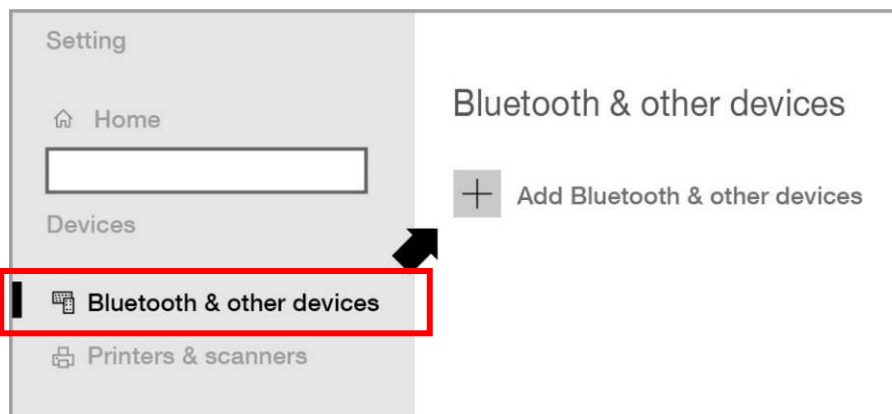 Setting
Home
Devices
Bluetooth & other devices
Printers & scanners
Bluetooth & other devices
Add Bluetooth & other devices